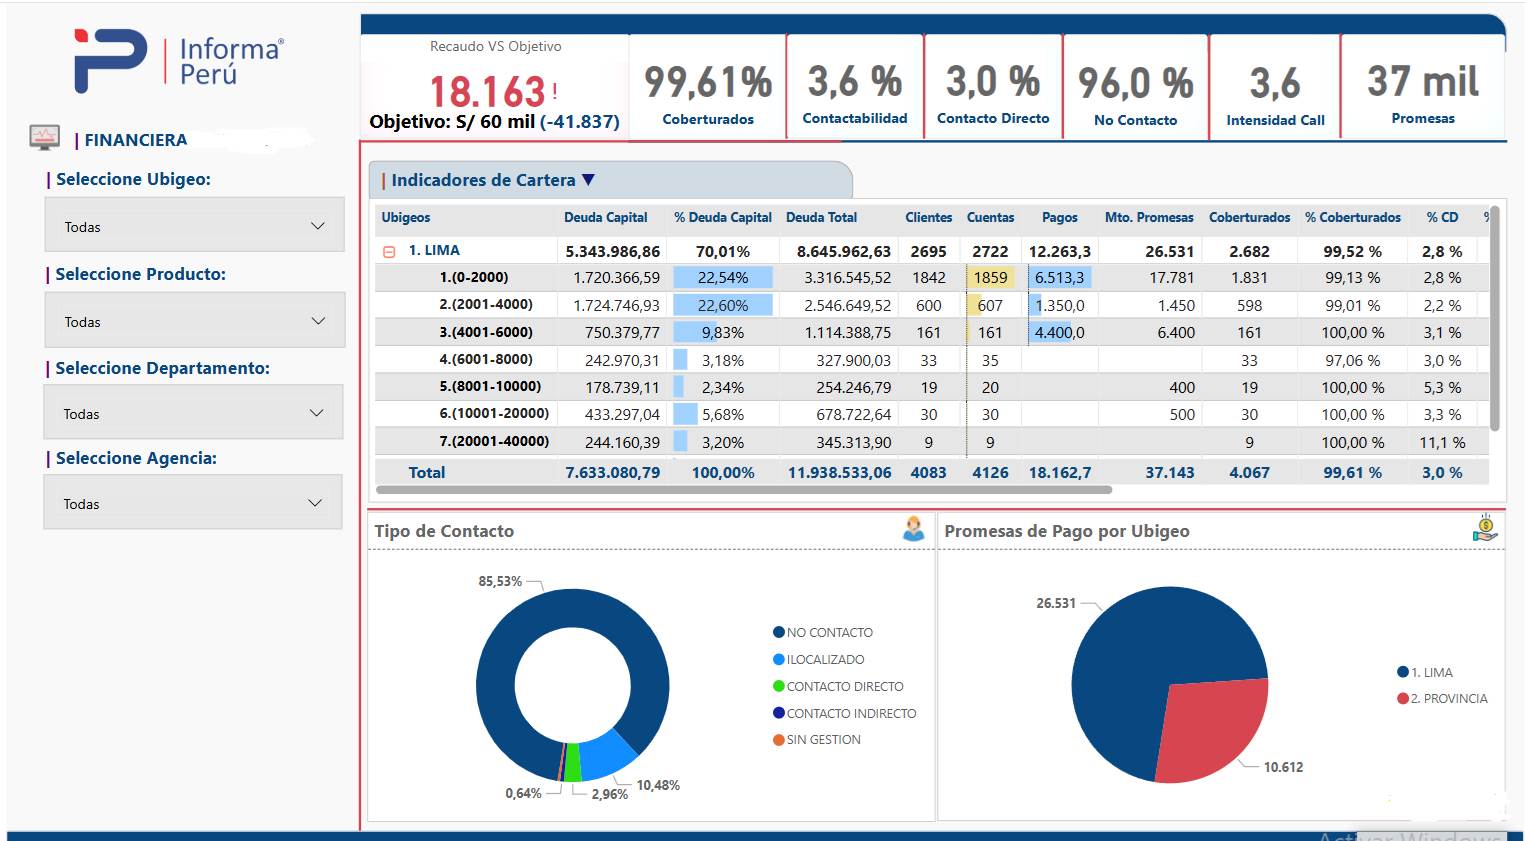 Informa®
Perú
| FINANCIERA
| Seleccione Ubigeo:
Todas
| Seleccione Producto:
Todas
| Seleccione Departamento:
Todas
| Seleccione Agencia:
Todas
Recaudo VS Objetivo
18.163!
Objetivo: S/ 60 mil (-41.837)
99,61%
Coberturados
3,6 %
Contactabilidad
3,0 %
Contacto Directo
96,0 %
No Contacto
3,6
Intensidad Call
37 mil
Promesas
| Indicadores de Cartera ▼
Ubigeos Deuda Capital % Deuda Capital Deuda Total Clientes Cuentas Pagos Mto. Promesas Coberturados % Coberturados % CD %
1. LIMA 5.343.986,86 70,01% 8.645.962,63 2695 2722 12.263,3 26.531 2.682 99,52 % 2,8 %
1.(0-2000) 1.720.366,59 22,54% 3.316.545,52 1842 1859 6.513,3 17.781 1.831 99,13 % 2,8 %
2.(2001-4000) 1.724.746,93 22,60% 2.546.649,52 600 607 1.350,0 1.450 598 99,01 % 2,2 %
3.(4001-6000) 750.379,77 9,83% 1.114.388,75 161 161 4.400,0 6.400 161 100,00 % 3,1 %
4.(6001-8000) 242.970,31 3,18% 327.900,03 33 35 33 97,06 % 3,0 %
5.(8001-10000) 178.739,11 2,34% 254.246,79 19 20 400 19 100,00 % 5,3 %
6.(10001-20000) 433.297,04 5,68% 678.722,64 30 30 500 30 100,00 % 3,3 %
7.(20001-40000) 244.160,39 3,20% 345.313,90 9 9 9 100,00 % 11,1 %
Total 7.633.080,79 100,00% 11.938.533,06 4083 4126 18.162,7 37.143 4.067 99,61 % 3,0 %
Tipo de Contacto
85,53%
10,48%
2,96%
0,64%
NO CONTACTO
ILOCALIZADO
CONTACTO DIRECTO
CONTACTO INDIRECTO
SIN GESTION
Promesas de Pago por Ubigeo
26.531
10.612
1. LIMA
2. PROVINCIA